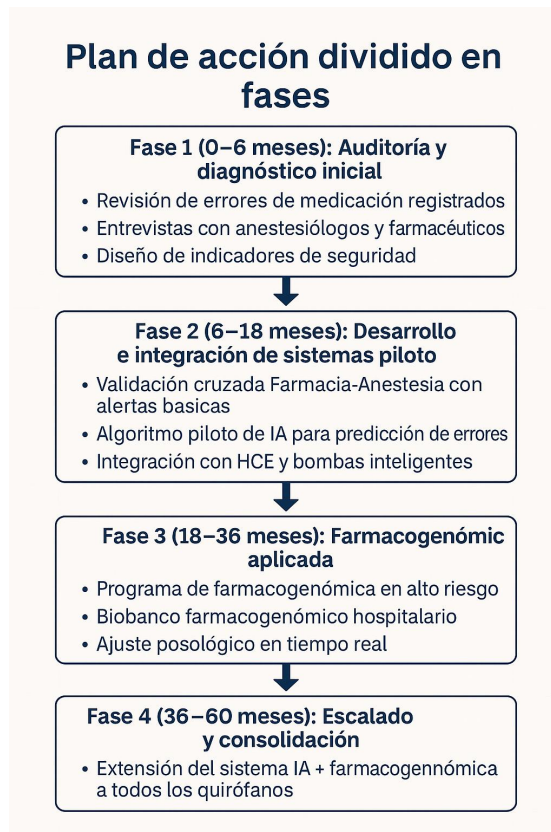 Plan de acción dividido en
fases
Fase 1 (0–6 meses): Auditoría y
diagnóstico inicial
• Revisión de errores de medicación registrados
• Entrevistas con anestesiólogos y farmacéuticos
• Diseño de indicadores de seguridad
Fase 2 (6–18 meses): Desarrollo
e integración de sistemas piloto
• Validación cruzada Farmacia-Anestesia con
alertas basicas
• Algoritmo piloto de IA para predicción de errores
• Integración con HCE y bombas inteligentes
Fase 3 (18–36 meses): Farmacogenómic
aplicada
• Programa de farmacogenómica en alto riesgo
• Biobanco farmacogenómico hospitalario
• Ajuste posológico en tiempo real
Fase 4 (36–60 meses): Escalado
y consolidación
• Extensión del sistema IA + farmacogennómica
a todos los quirófanos